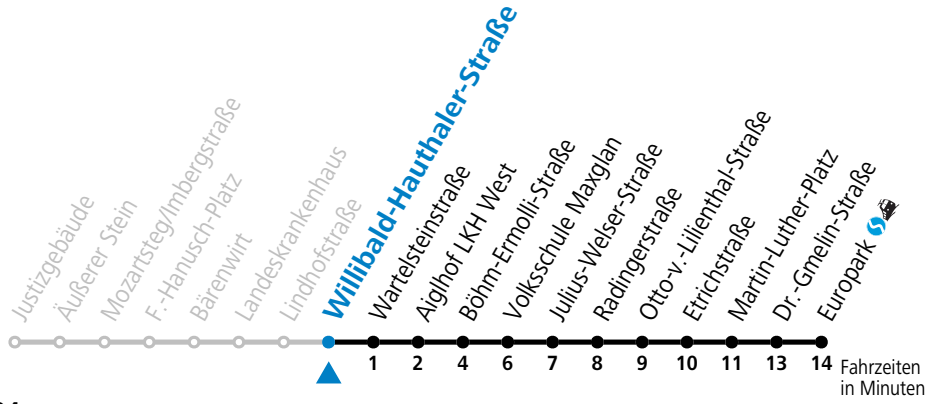 Justizgebäude
Äußerer Stein
Mozartsteg/Imbergstraße
F.-Hanusch-Platz
Bärenwirt
Landeskrankenhaus
Lindhofstraße
Willibald-Hauthaler-Straße
Wartelsteinstraße
Aiglhof LKH West
Böhm-Ermolli-Straße
Volksschule Maxglan
Julius-Welser-Straße
Radingerstraße
Otto-v.-Lilienthal-Straße
Etrichstraße
Martin-Luther-Platz
Dr.-Gmelin-Straße
Europark
1 2 4 6 7 8 9 10 11 13 14 Fahrzeiten
in Minuten